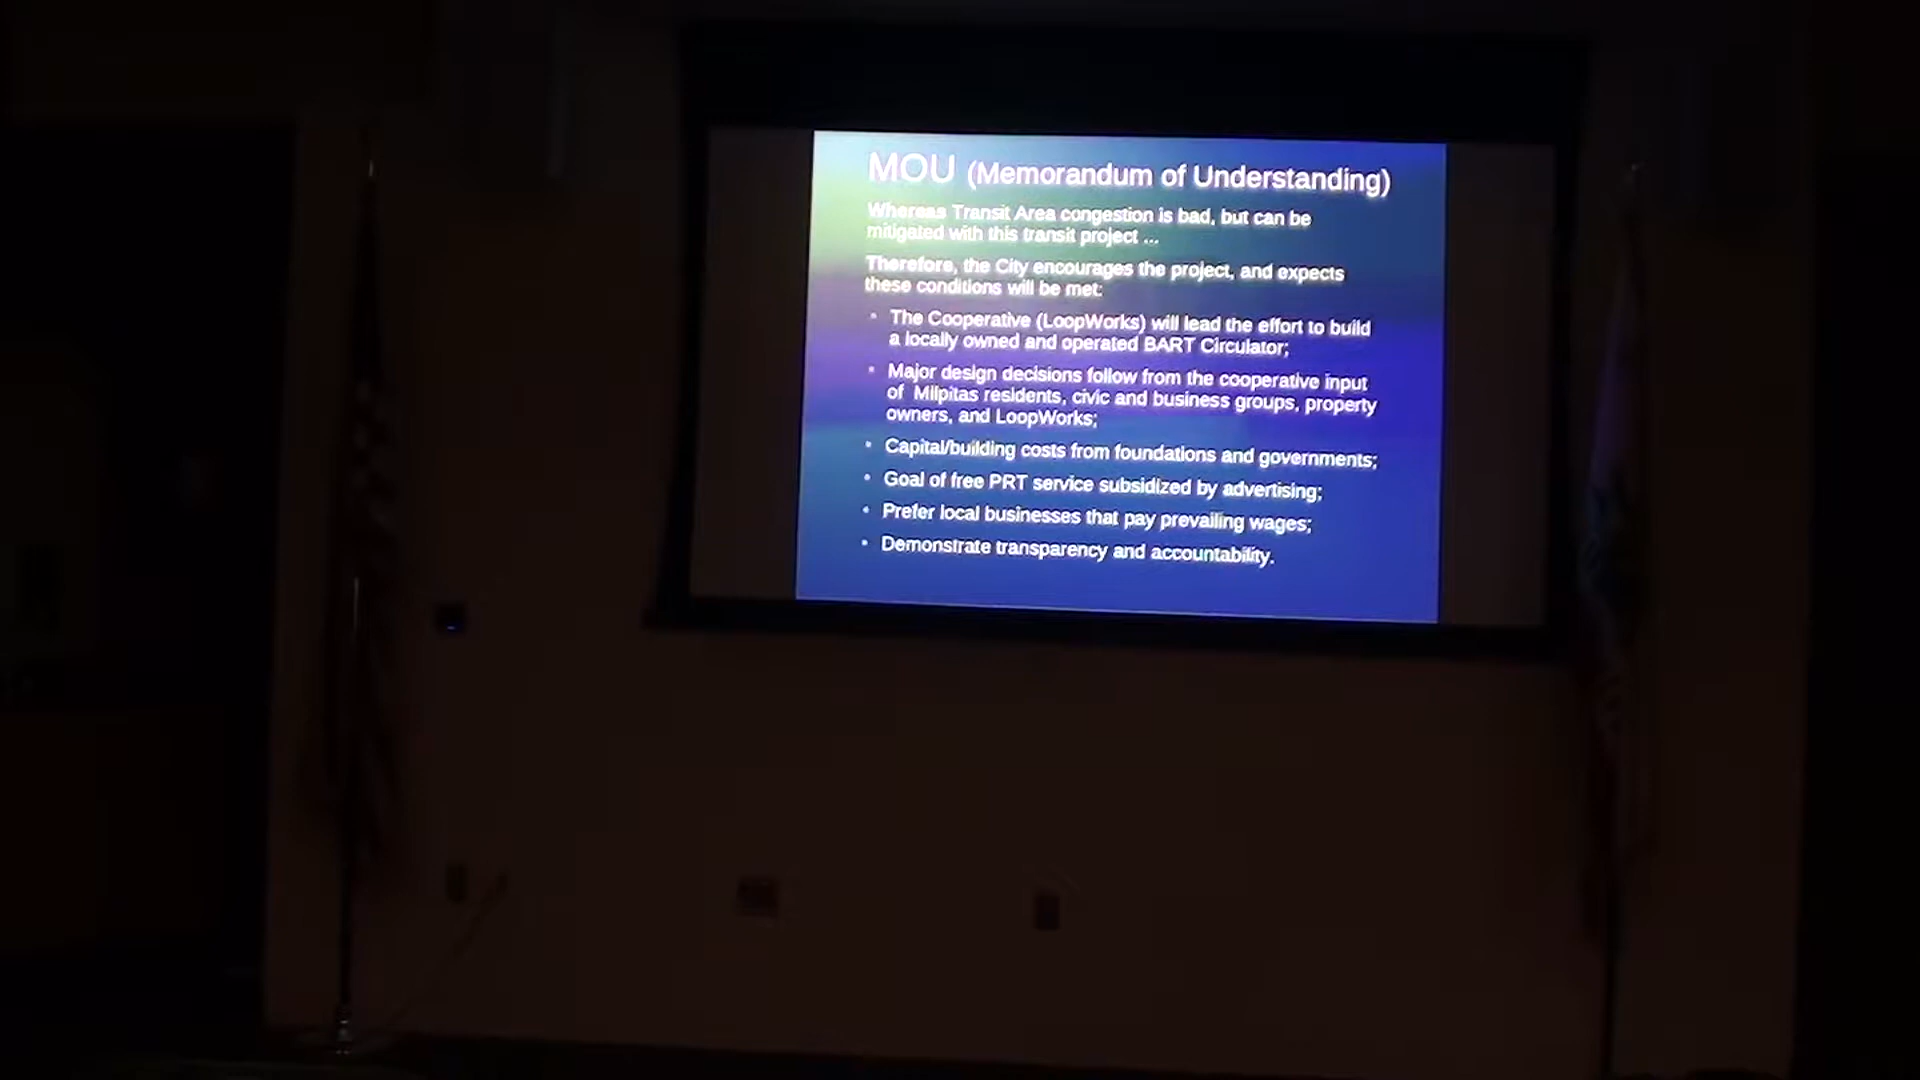 MOU (Memorandum of Understanding)
Whereas Transit Area congestion is bad, but can be
mitigated with this transit project ...
Therefore, the City encourages the project, and expects
these conditions will be met:
• The Cooperative (LoopWorks) will lead the effort to build
a locally owned and operated BART Circulator;
• Major design decisions follow from the cooperative input
of Milpitas residents, civic and business groups, property
owners, and LoopWorks;
• Capital/building costs from foundations and governments;
• Goal of free PRT service subsidized by advertising;
• Prefer local businesses that pay prevailing wages;
• Demonstrate transparency and accountability.